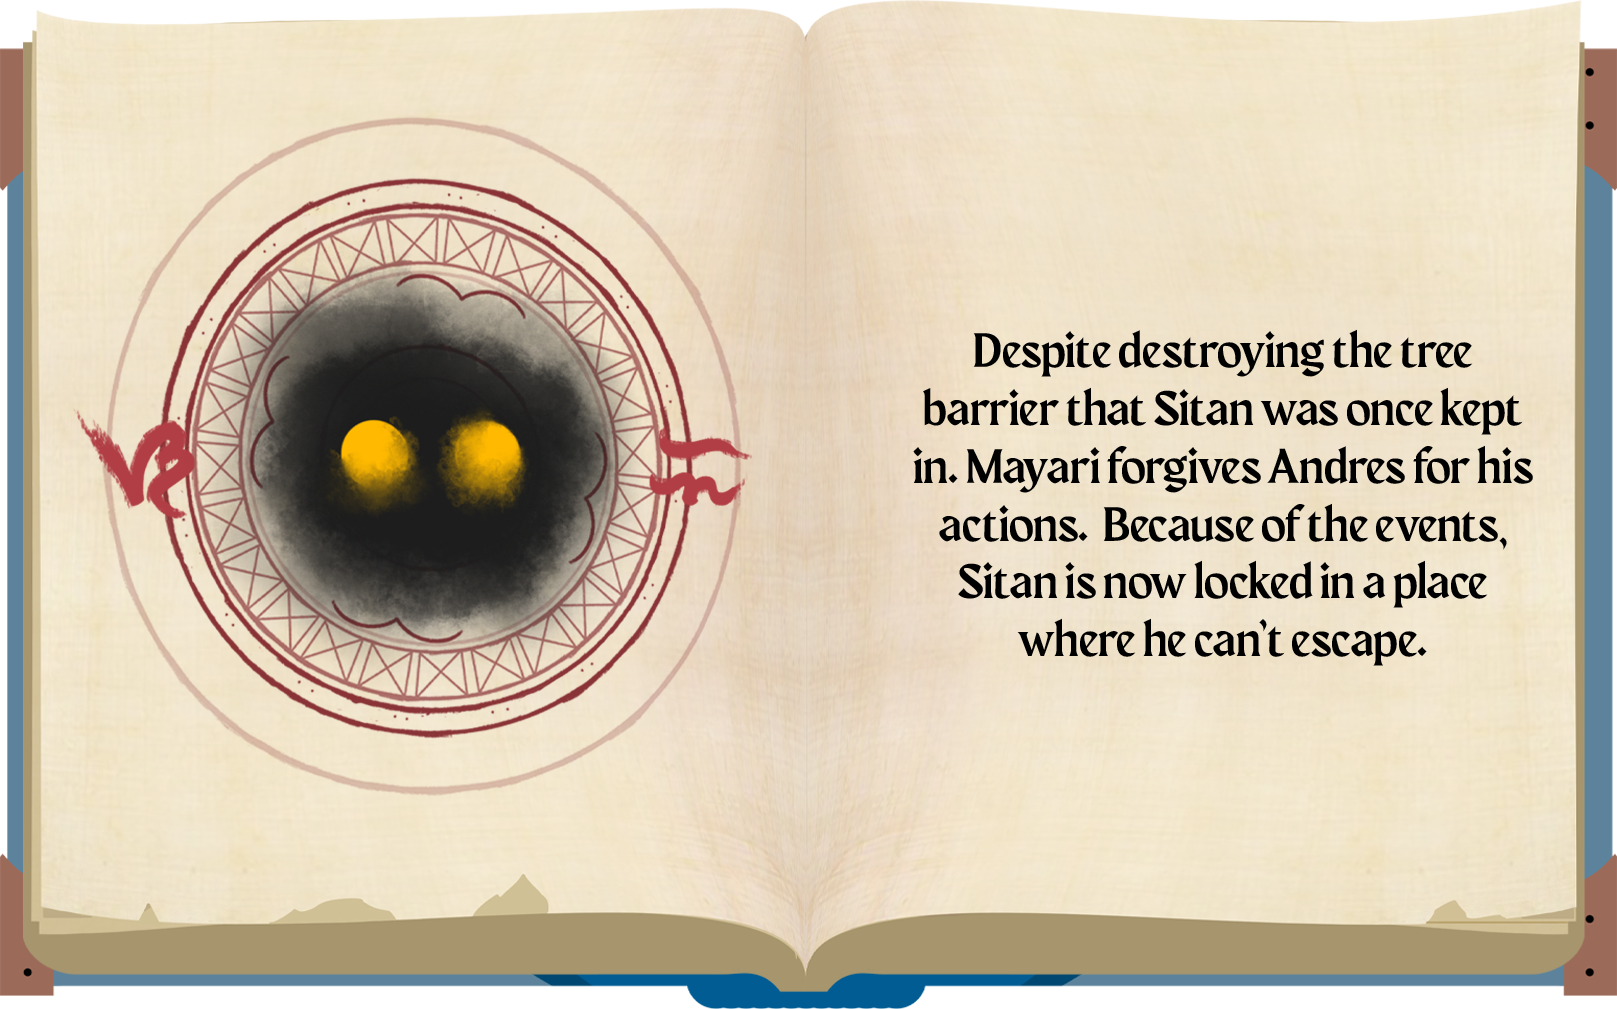 Despite destroying the tree
barrier that Sitan was once kept
in. Mayari forgives Andres for his
actions.  Because of the events,
Sitan is now locked in a place
where he can't escape.